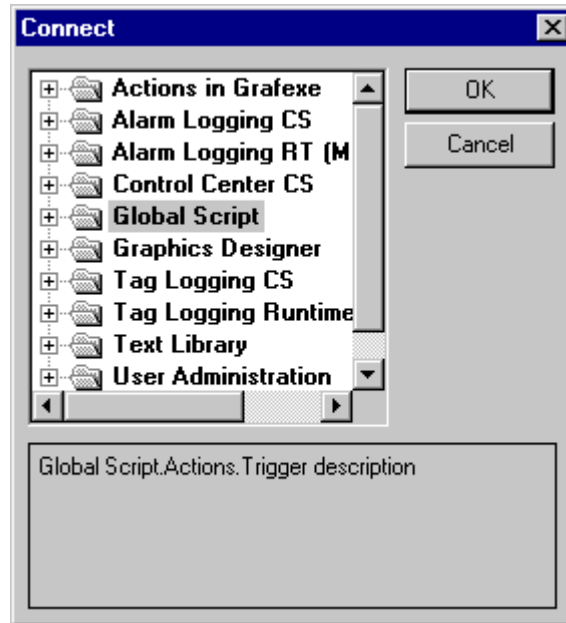 Connect
Actions in Grafexe
Alarm Logging CS
Alarm Logging RT (M
Control Center CS
Global Script
Graphics Designer
Tag Logging CS
Tag Logging Runtime
Text Library
User Administration
OK
Cancel
Global Script.Actions.Trigger description